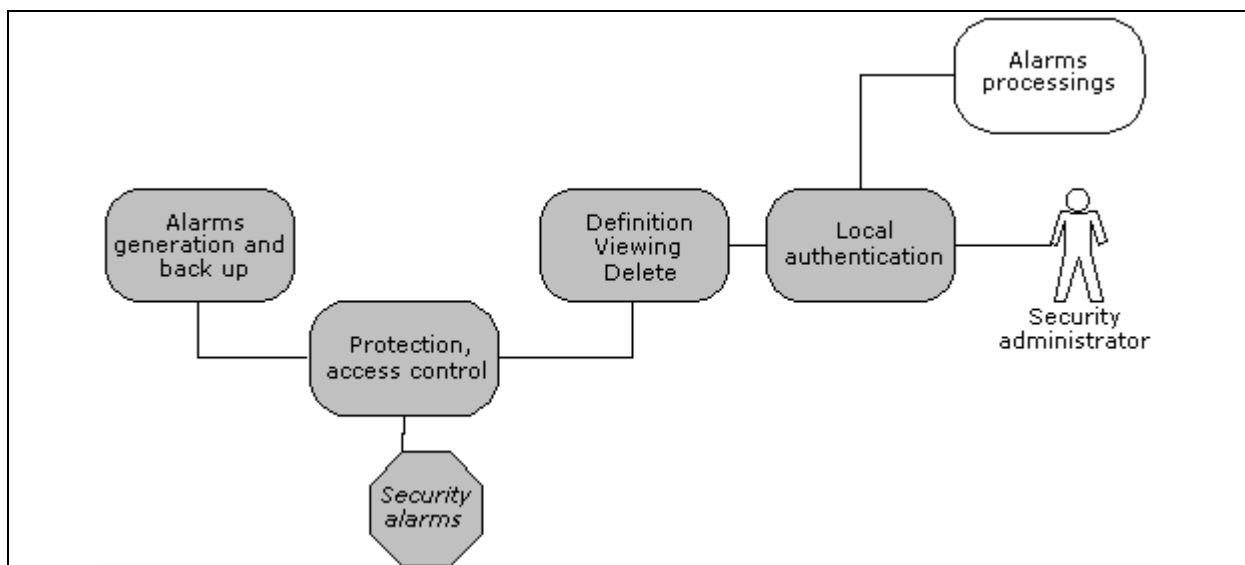 Alarms
processings
Alarms
generation and
back up
Definition
Viewing
Delete
Local
authentication
Security
administrator
Protection,
access control
Security
alarms